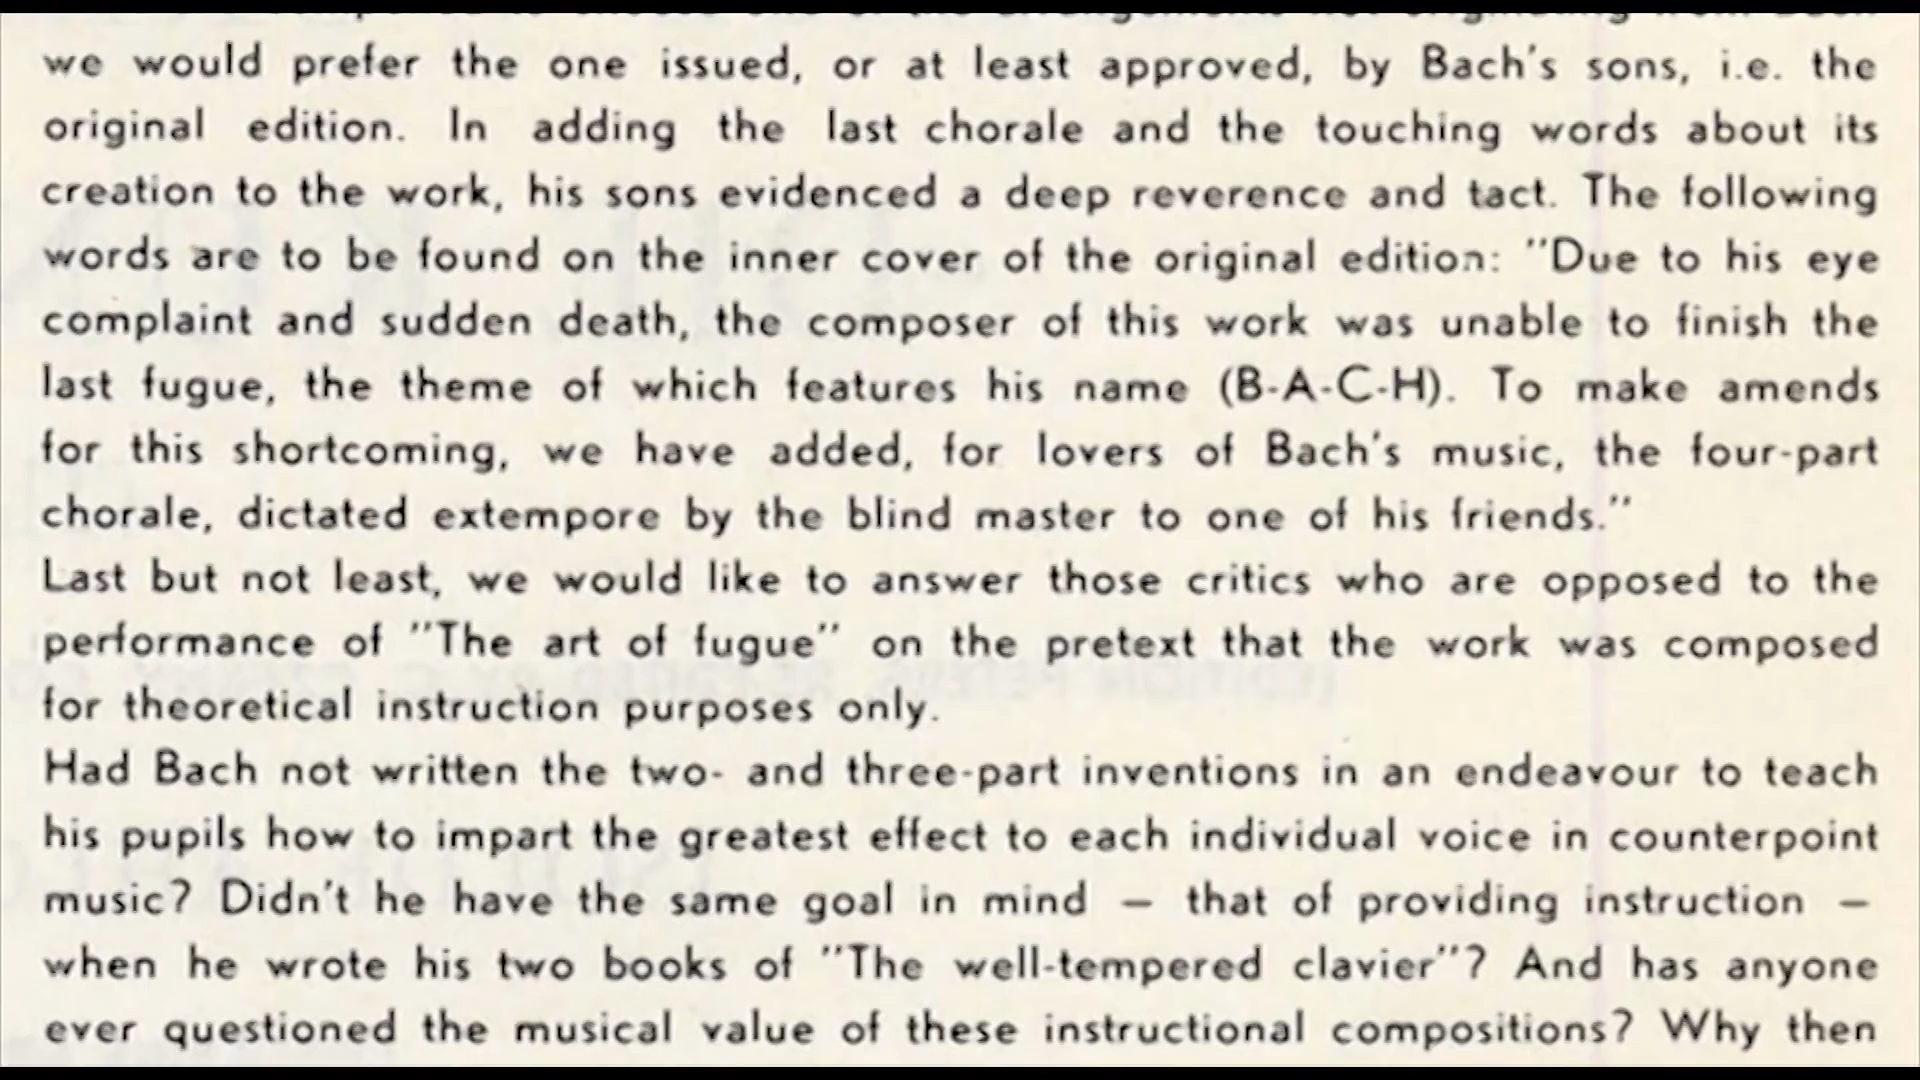 we would prefer the one issued, or at least approved, by Bach's sons, i.e. the
original edition. In adding the last chorale and the touching words about its
creation to the work, his sons evidenced a deep reverence and tact. The following
words are to be found on the inner cover of the original edition: "Due to his eye
complaint and sudden death, the composer of this work was unable to finish the
last fugue, the theme of which features his name (B-A-C-H). To make amends
for this shortcoming, we have added, for lovers of Bach's music, the four-part
chorale, dictated extempore by the blind master to one of his friends."
Last but not least, we would like to answer those critics who are opposed to the
performance of "The art of fugue" on the pretext that the work was composed
for theoretical instruction purposes only.
Had Bach not written the two- and three-part inventions in an endeavour to teach
his pupils how to impart the greatest effect to each individual voice in counterpoint
music? Didn't he have the same goal in mind — that of providing instruction —
when he wrote his two books of "The well-tempered clavier"? And has anyone
ever questioned the musical value of these instructional compositions? Why then